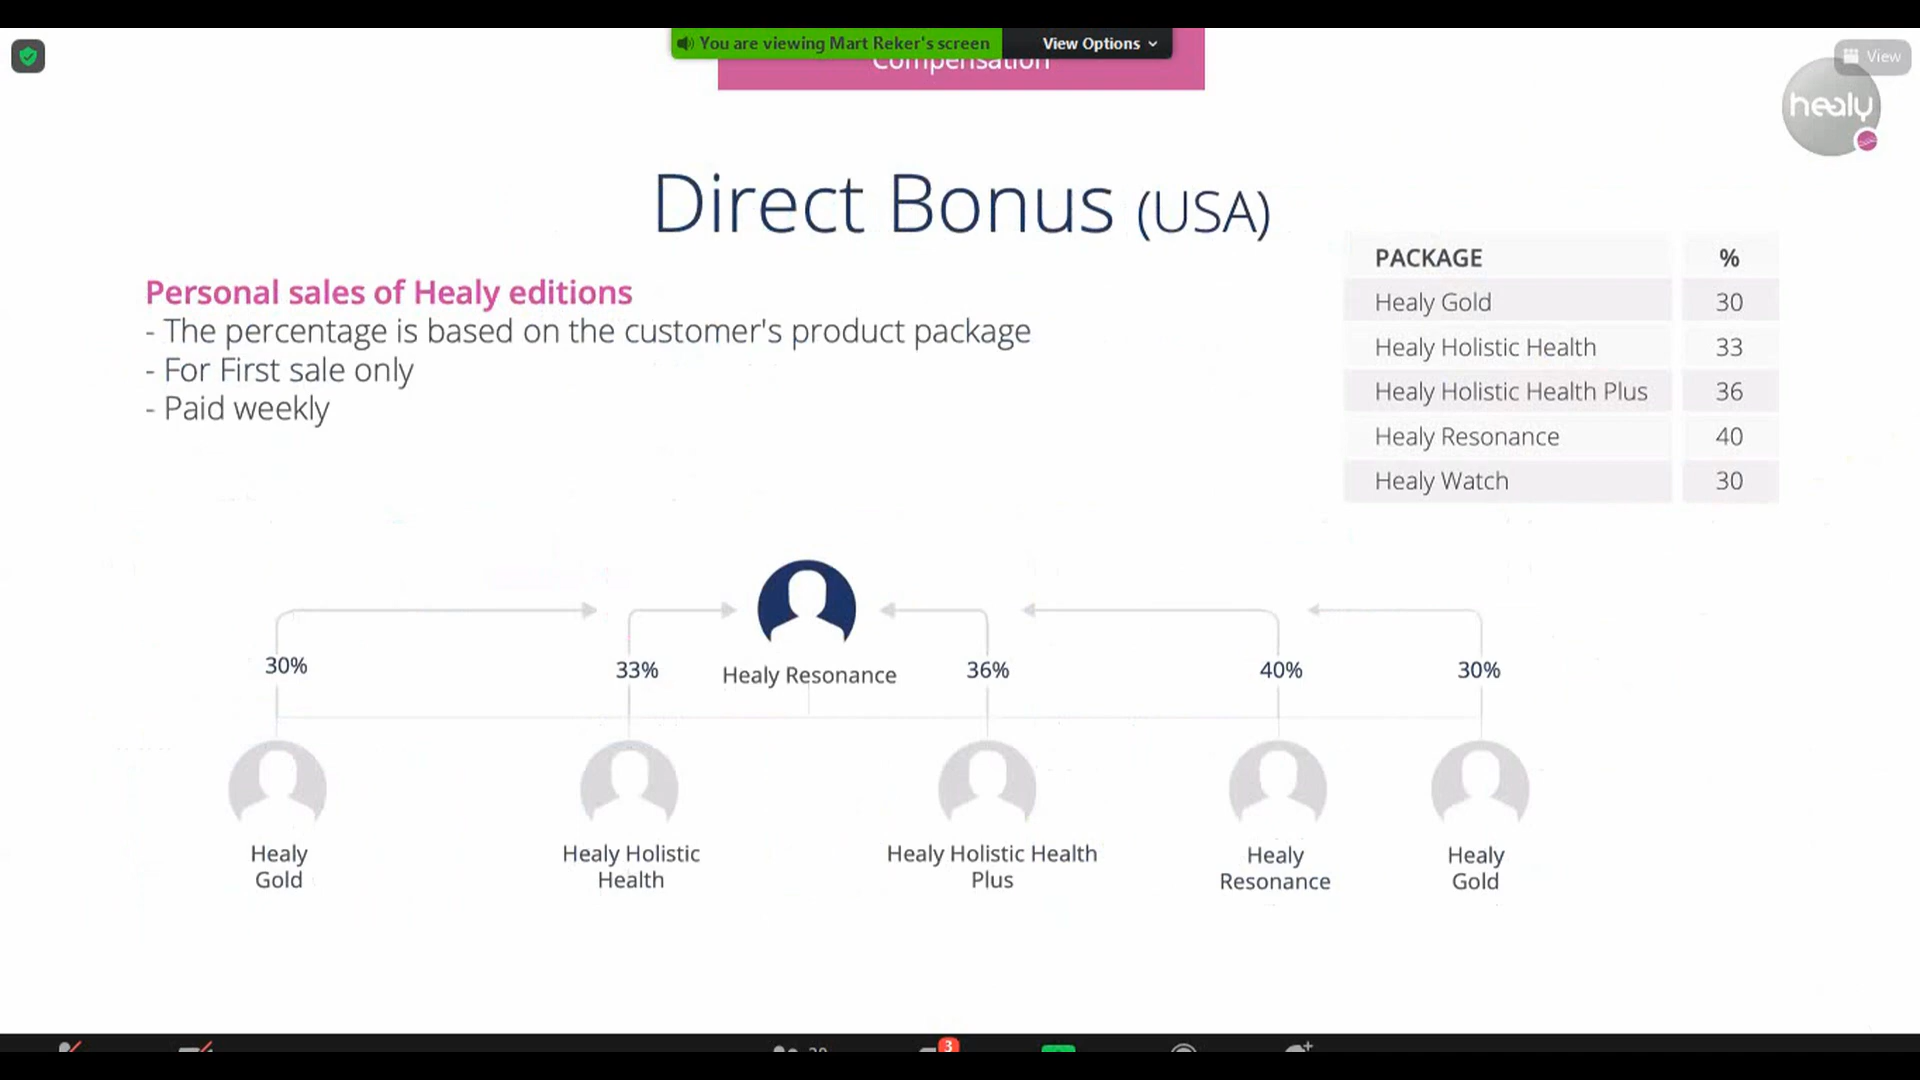 You are viewing Mart Reker's screen
View Options
View
Compensation
healy
Direct Bonus (USA)
Personal sales of Healy editions
- The percentage is based on the customer's product package
- For First sale only
- Paid weekly
PACKAGE %
Healy Gold 30
Healy Holistic Health 33
Healy Holistic Health Plus 36
Healy Resonance 40
Healy Watch 30
30%
33%
Healy Resonance
36%
40%
30%
Healy
Gold
Healy Holistic
Health
Healy Holistic Health
Plus
Healy
Resonance
Healy
Gold
3